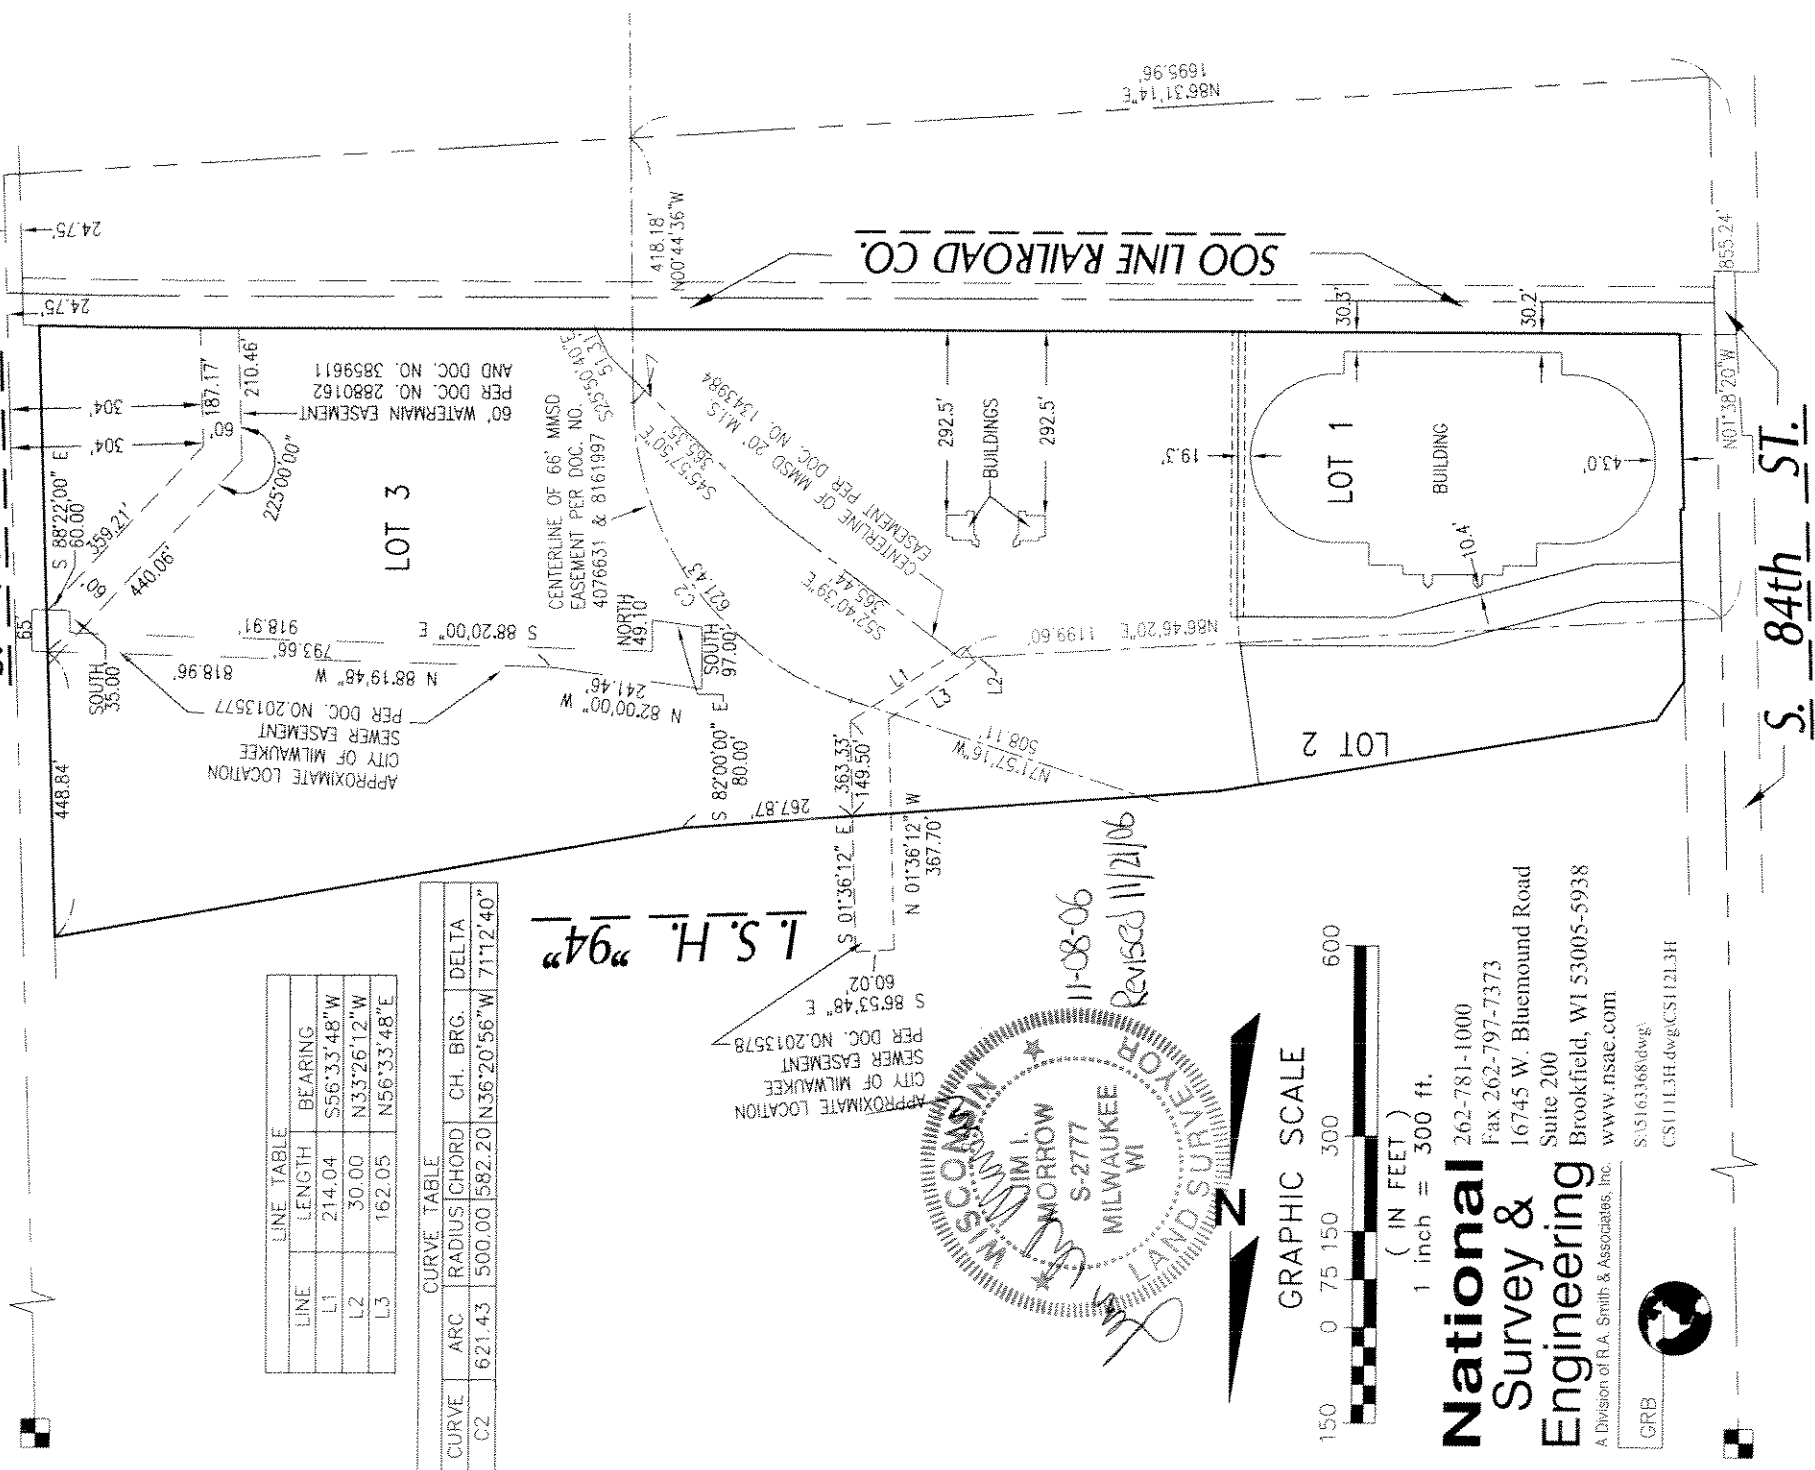 1695.96'
N86°31'14"E
24.75'
24.75'
418.18'
N00°44'36"W
SOO LINE RAILROAD CO.
855.24'
N01°38'20"W
S. 84th ST.
30.3'
30.2'
304'
304'
187.17'
60'
210.46'
60' WATERMAIN EASEMENT
PER DOC. NO. 2880162
AND DOC. NO. 3859611
225°00'00"
S 88°22'00" E
60.00'
359.21'
60'
440.06'
LOT 3
CENTERLINE OF 66' MMSD
EASEMENT PER DOC. NO.
4076631 & 8161997
S25°50'40"E
51.31'
S45°57'50"E
365.35'
CENTERLINE OF MMSD 20' M.I.S.
EASEMENT PER DOC. NO. 1343984
S52°40'39"E
365.44'
C2
621.43'
292.5'
BUILDINGS
292.5'
19.3'
LOT 1
BUILDING
43.0'
10.4'
N86°46'20"E 1199.60'
65'
SOUTH
35.00'
S 88°20'00" E
918.91'
793.66'
N 88°19'48" W
818.96'
APPROXIMATE LOCATION
CITY OF MILWAUKEE
SEWER EASEMENT
PER DOC. NO.2013577
NORTH
49.10'
SOUTH
97.00'
N 82°00'00" W
241.46'
S 82°00'00" E
80.00'
L1
L2
L3
N71°57'16"W
508.11'
LOT 2
448.84'
267.87'
S 01°36'12" E 363.33'
149.50'
N 01°36'12" W
367.70'
I. S. H. "94"
S 86°53'48" E
60.02'
APPROXIMATE LOCATION
CITY OF MILWAUKEE
SEWER EASEMENT
PER DOC. NO.2013578
LINE TABLE
LINE LENGTH BEARING
L1 214.04 S56°33'48"W
L2 30.00 N33°26'12"W
L3 162.05 N56°33'48"E
CURVE TABLE
CURVE ARC RADIUS CHORD CH. BRG. DELTA
C2 621.43 500.00 582.20 N36°20'56"W 71°12'40"
11-08-06
Revised 11/21/06
WISCONSIN
MORROW
S-2777
MILWAUKEE
WI
LAND SURVEYOR
N
GRAPHIC SCALE
150 0 75 150 300 600
( IN FEET )
1 inch = 300 ft.
National
Survey &
Engineering
A Division of R.A. Smith & Associates, Inc.
262-781-1000
Fax 262-797-7373
16745 W. Bluemound Road
Suite 200
Brookfield, WI 53005-5938
www.nsae.com
S:\5163368\dwg\
GRB